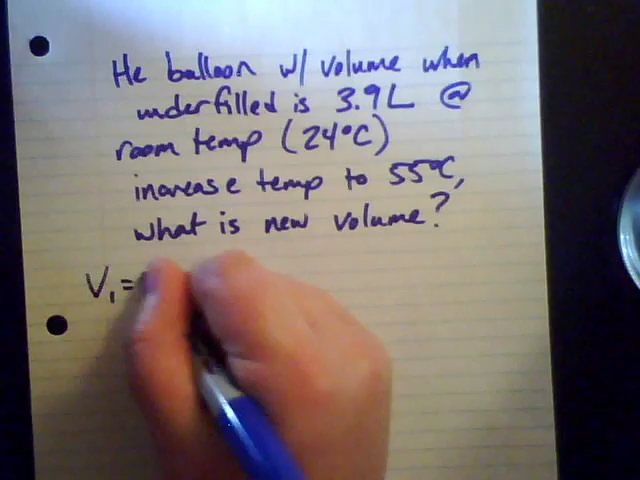 He balloon w/ volume when
underfilled is 3.9L @
room temp (24°C)
increase temp to 55°C,
what is new volume?
V₁=